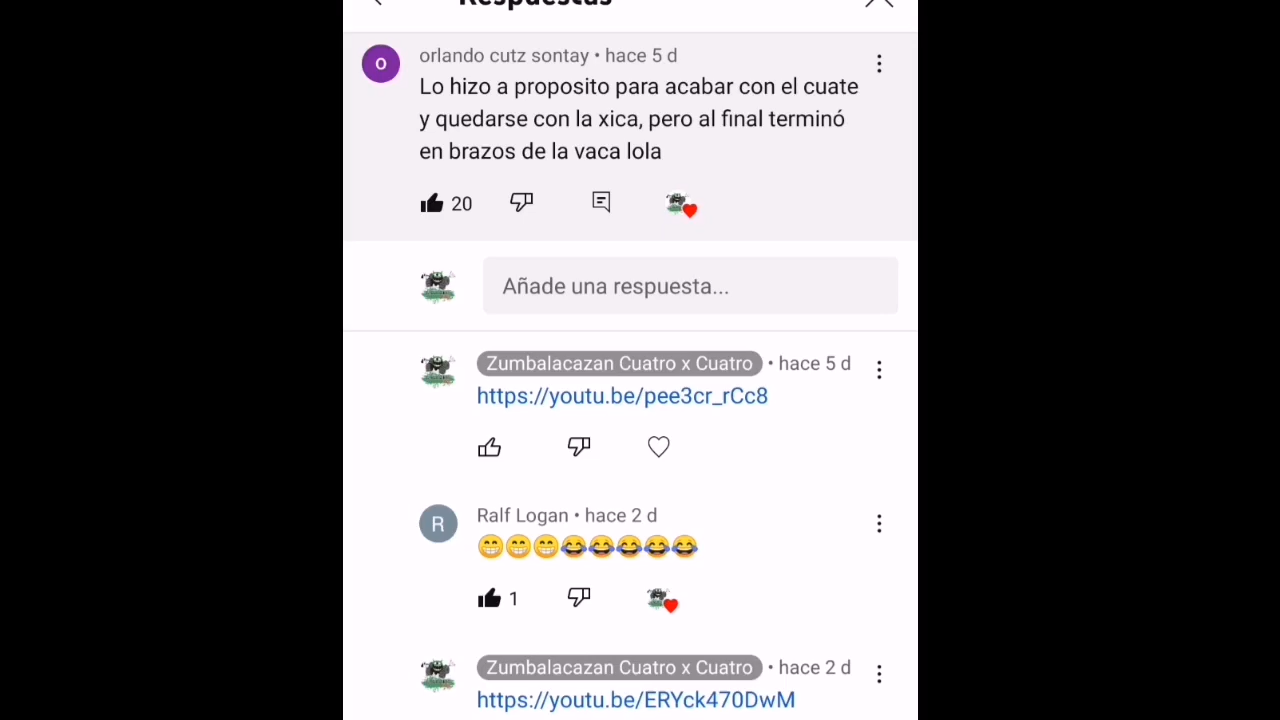 Respuestas
O
orlando cutz sontay • hace 5 d
Lo hizo a proposito para acabar con el cuate
y quedarse con la xica, pero al final terminó
en brazos de la vaca lola
20
Añade una respuesta...
Zumbalacazan Cuatro x Cuatro • hace 5 d
https://youtu.be/pee3cr_rCc8
R
Ralf Logan • hace 2 d
😁😁😁😂😂😂😂😂
1
Zumbalacazan Cuatro x Cuatro • hace 2 d
https://youtu.be/ERYck470DwM